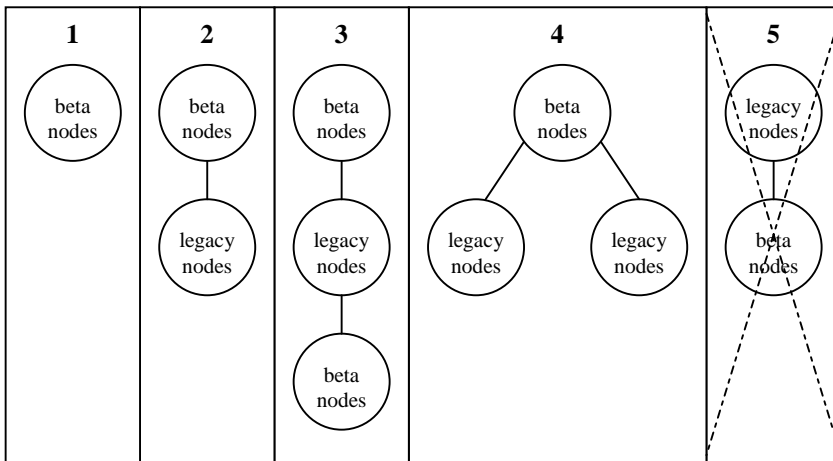 1
beta
nodes
2
beta
nodes
legacy
nodes
3
beta
nodes
legacy
nodes
beta
nodes
4
beta
nodes
legacy
nodes
legacy
nodes
5
legacy
nodes
beta
nodes